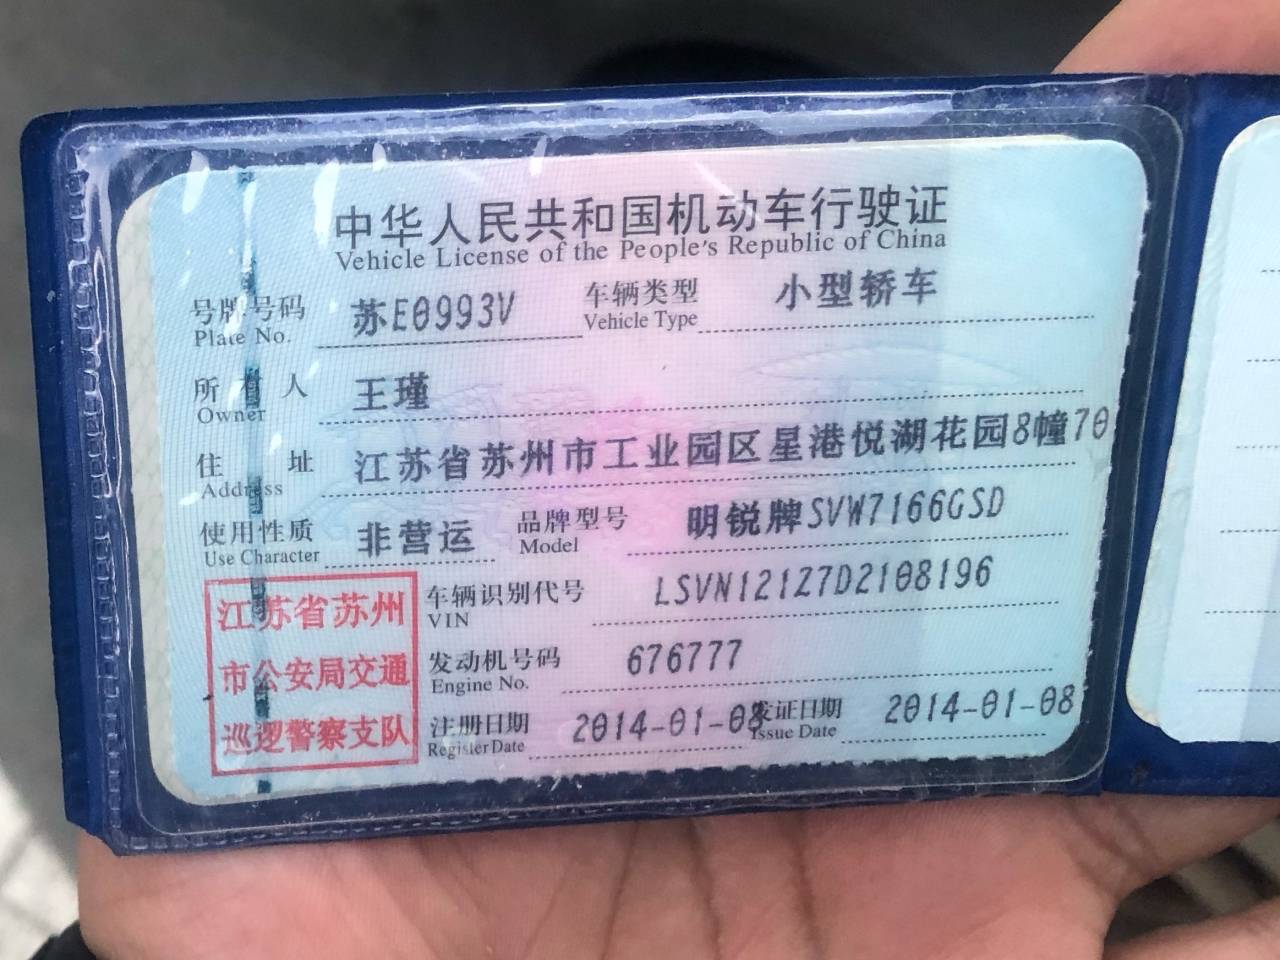 中华人民共和国机动车行驶证
Vehicle License of the People's Republic of China
号牌号码 苏E0993V 车辆类型 小型轿车
Plate No. Vehicle Type
所有人 王瑾
Owner
住址 江苏省苏州市工业园区星港悦湖花园8幢70
Address
使用性质 非营运 品牌型号 明锐牌SVW7166GSD
Use Character Model
江苏省苏州
市公安局交通
巡逻警察支队
车辆识别代号 LSVN12127D2108196
VIN
发动机号码 676777
Engine No.
注册日期 2014-01-08 发证日期 2014-01-08
Register Date Issue Date